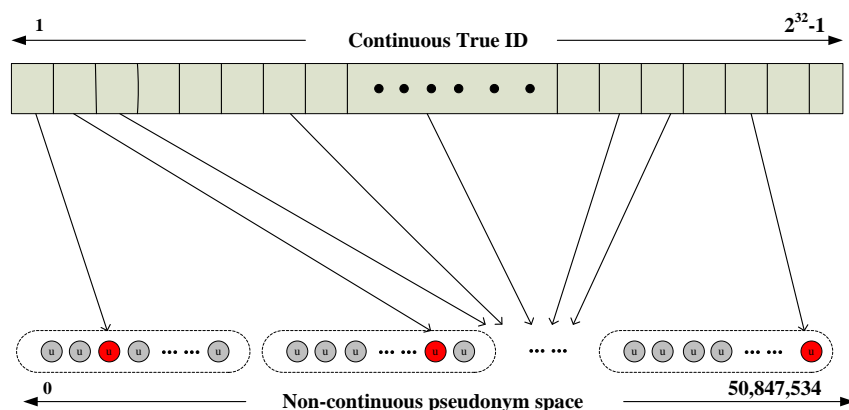 1
2^32-1
Continuous True ID
• • • • • •
u u u u ••• ••• u
u u u ••• ••• u u
••• •••
u u u u ••• ••• u
0
50,847,534
Non-continuous pseudonym space